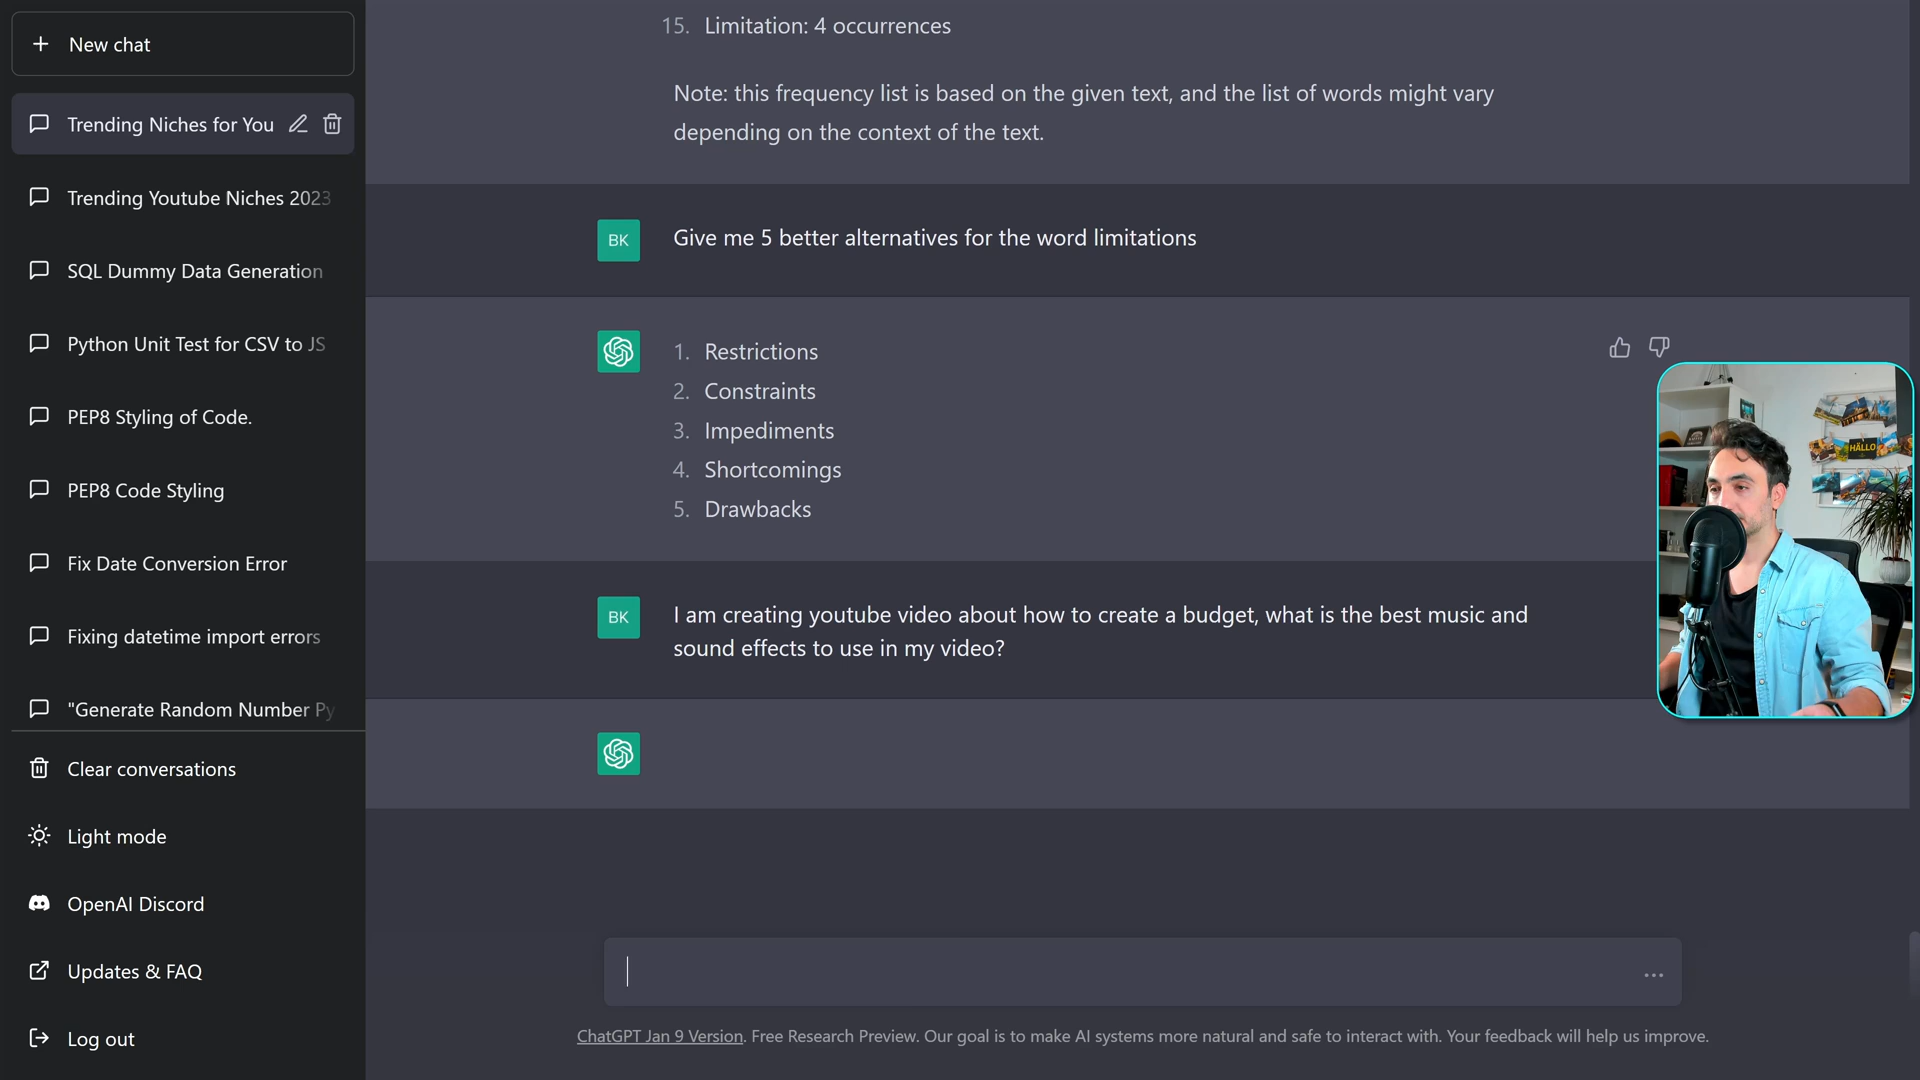 New chat
Trending Niches for You
Trending Youtube Niches 2023
SQL Dummy Data Generation
Python Unit Test for CSV to JS
PEP8 Styling of Code.
PEP8 Code Styling
Fix Date Conversion Error
Fixing datetime import errors
"Generate Random Number Py
Clear conversations
Light mode
OpenAI Discord
Updates & FAQ
Log out
15. Limitation: 4 occurrences
Note: this frequency list is based on the given text, and the list of words might vary
depending on the context of the text.
BK
Give me 5 better alternatives for the word limitations
1. Restrictions
2. Constraints
3. Impediments
4. Shortcomings
5. Drawbacks
BK
I am creating youtube video about how to create a budget, what is the best music and
sound effects to use in my video?
HÄLLO
ChatGPT Jan 9 Version. Free Research Preview. Our goal is to make AI systems more natural and safe to interact with. Your feedback will help us improve.